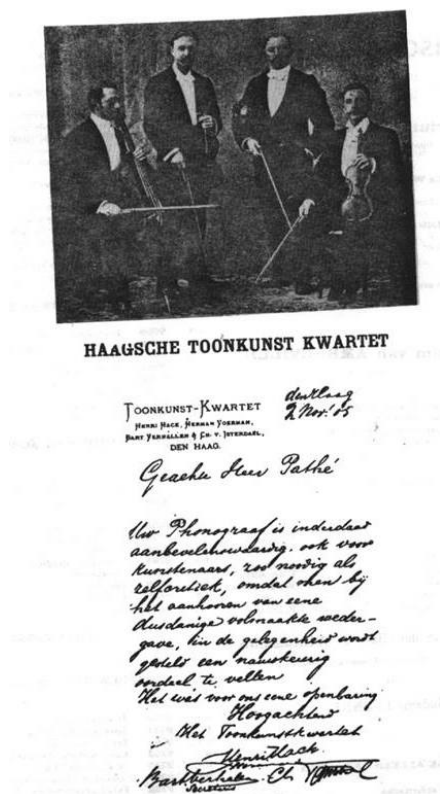 HAAGSCHE TOONKUNST KWARTET
den Haag
2 Nov. 05
TOONKUNST-KWARTET
HENRI HACK, HERMAN VOERMAN,
BART VERHALLEN & CH. V. ISTERDAEL,
DEN HAAG.
Geachte Heer Pathé
Uw Phonograaf is inderdaad
aanbevelenswaardig. ook voor
kunstenaars, zoo noodig als
zelfcritiek, omdat men bij
het aanhooren van eene
dusdanige volmaakte weder-
gave, in de gelegenheid wordt
gesteld een nauwkeurig
oordeel te vellen
Het was voor ons eene openbaring
Hoogachtend
Het Toonkunstkwartet
Henri Hack.
Bart Verhallen. Ch.